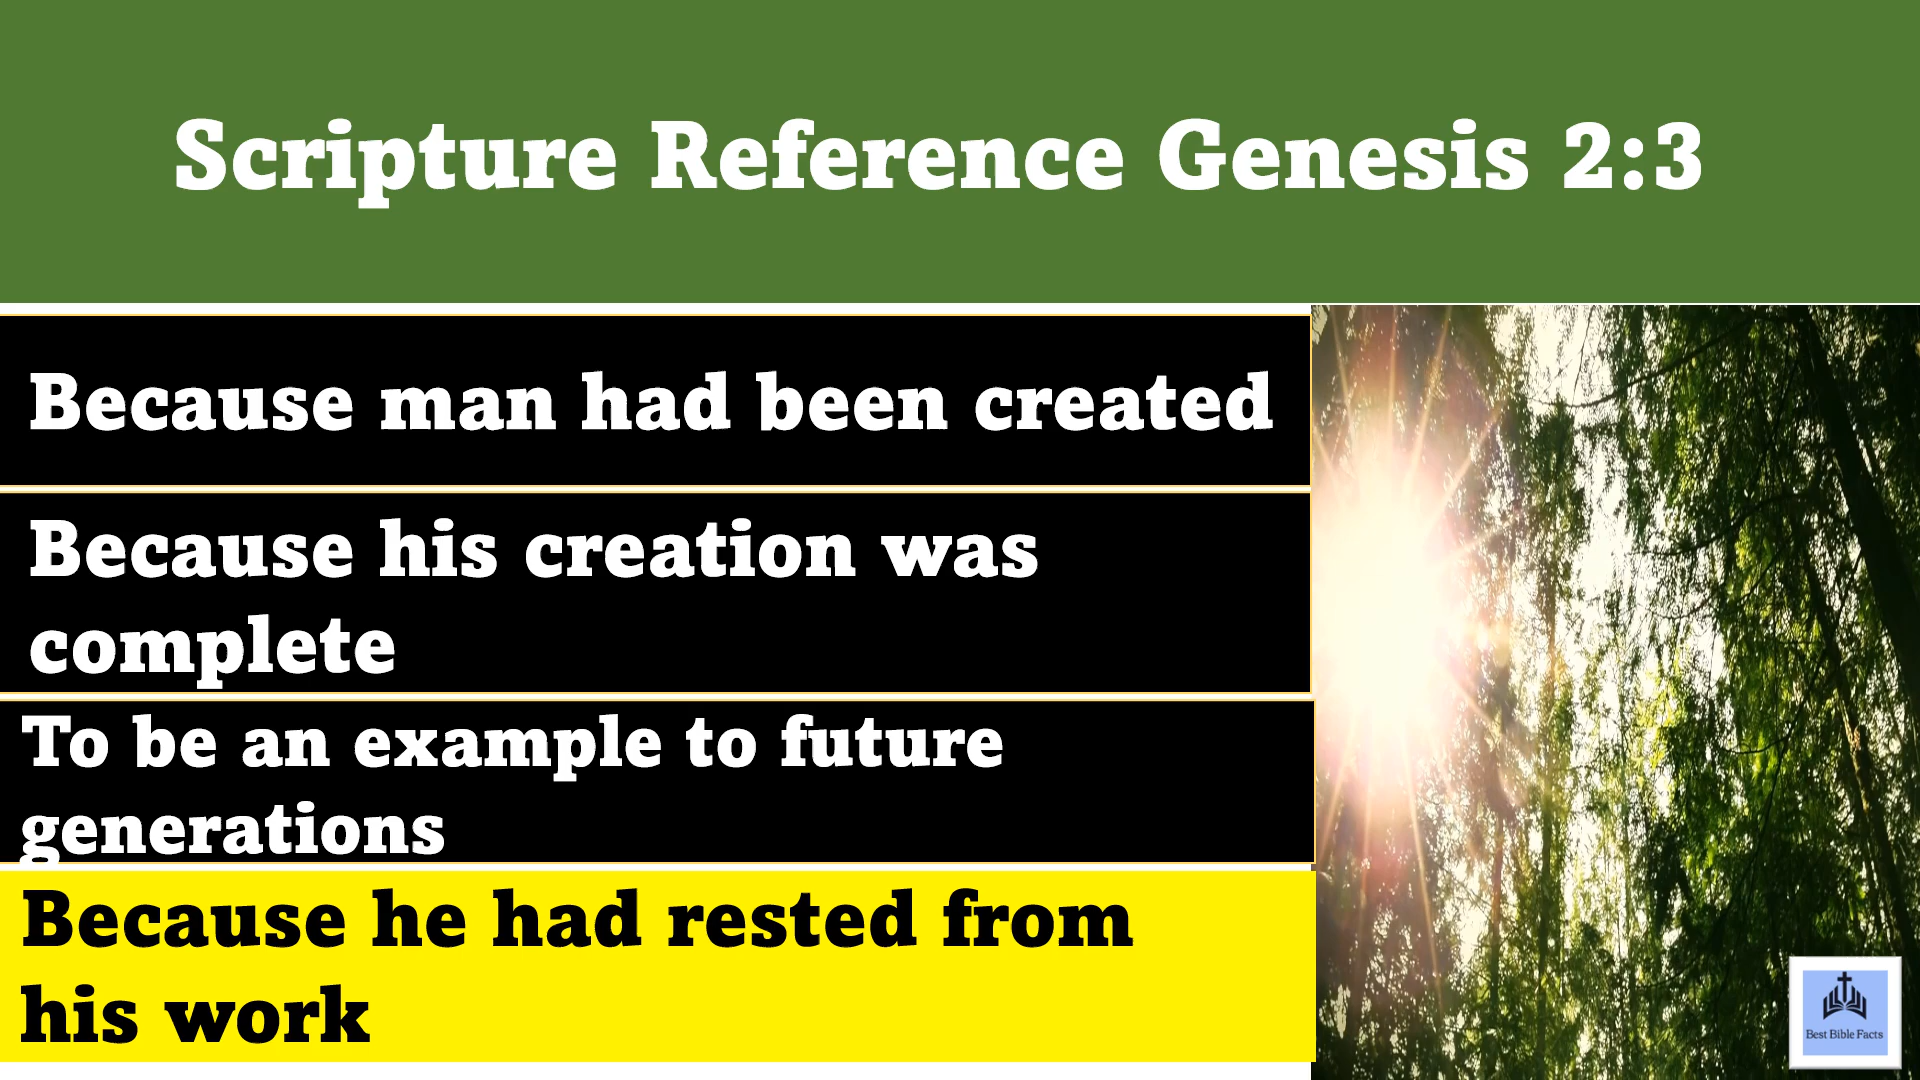 Scripture Reference Genesis 2:3
Because man had been created
Because his creation was
complete
To be an example to future
generations
Because he had rested from
his work
Best Bible Facts